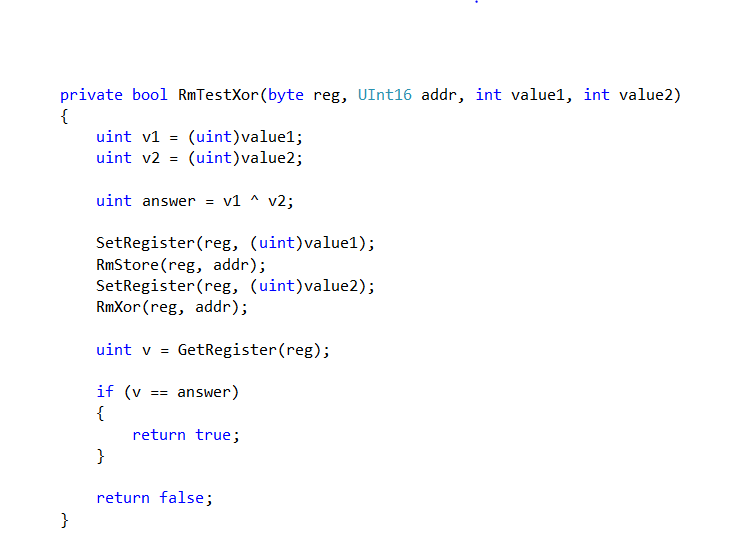 private bool RmTestXor(byte reg, UInt16 addr, int value1, int value2)
{
    uint v1 = (uint)value1;
    uint v2 = (uint)value2;

    uint answer = v1 ^ v2;

    SetRegister(reg, (uint)value1);
    RmStore(reg, addr);
    SetRegister(reg, (uint)value2);
    RmXor(reg, addr);

    uint v = GetRegister(reg);

    if (v == answer)
    {
        return true;
    }

    return false;
}